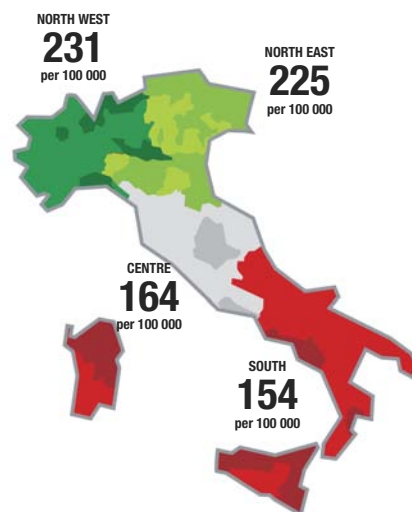 NORTH WEST
231
per 100 000
NORTH EAST
225
per 100 000
CENTRE
164
per 100 000
SOUTH
154
per 100 000